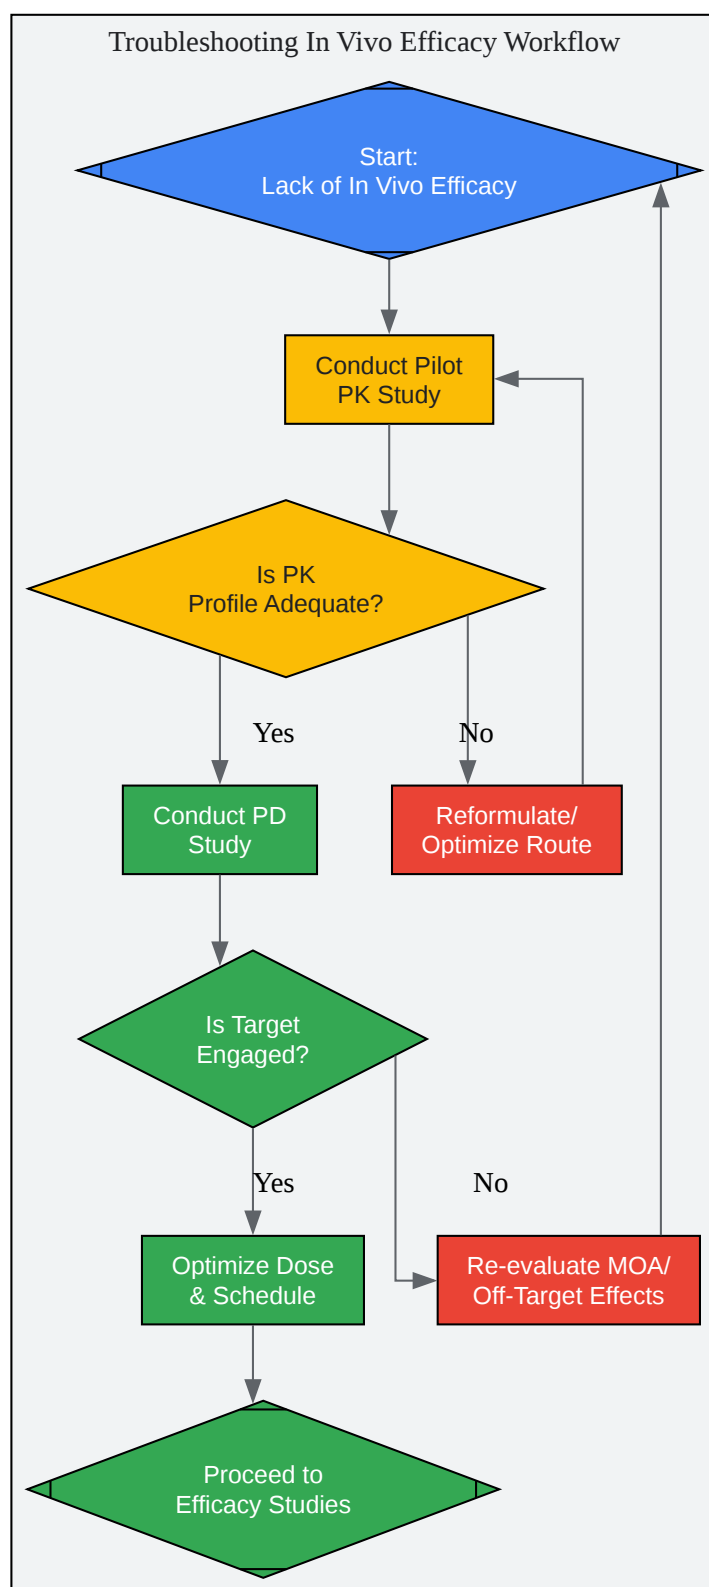 Troubleshooting In Vivo Efficacy Workflow
Start:
Lack of In Vivo Efficacy
Conduct Pilot
PK Study
Is PK
Profile Adequate?
Yes
No
Conduct PD
Study
Reformulate/
Optimize Route
Is Target
Engaged?
Yes
No
Optimize Dose
& Schedule
Re-evaluate MOA/
Off-Target Effects
Proceed to
Efficacy Studies